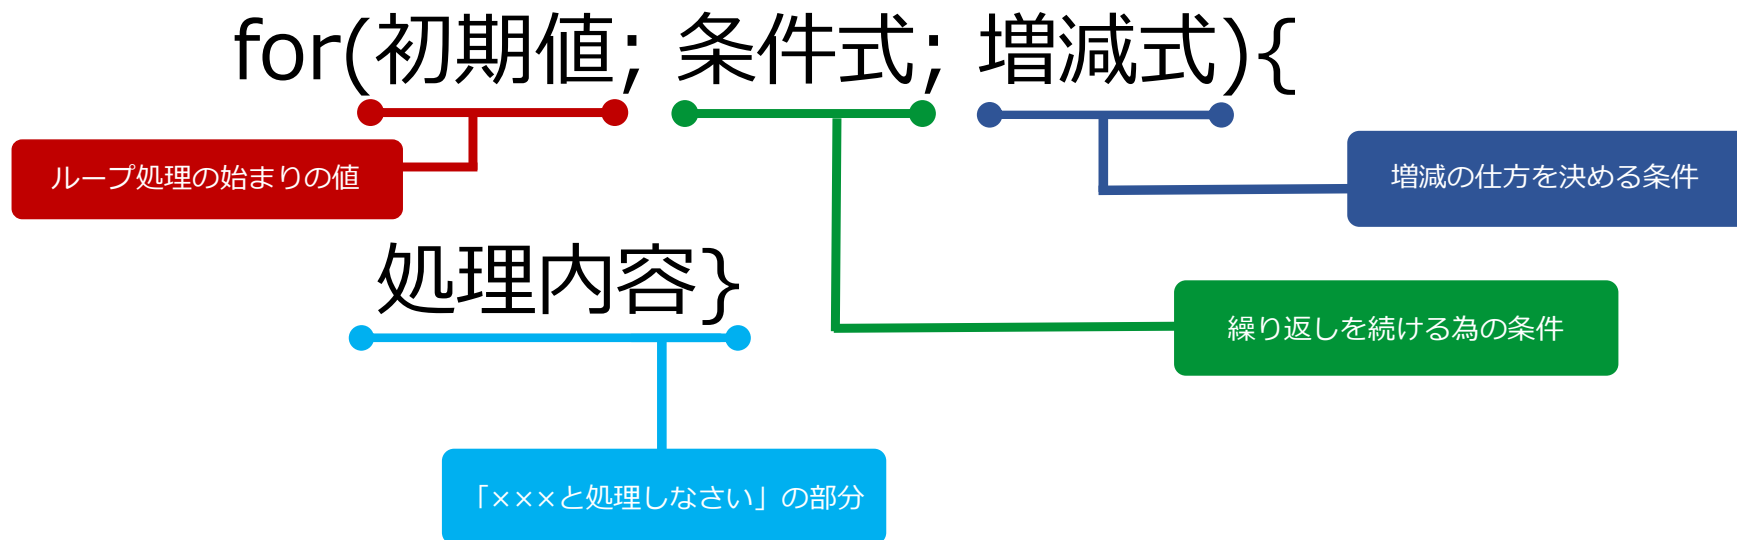 for(初期値; 条件式; 増減式){
ループ処理の始まりの値
増減の仕方を決める条件
処理内容}
繰り返しを続ける為の条件
「×××と処理しなさい」の部分